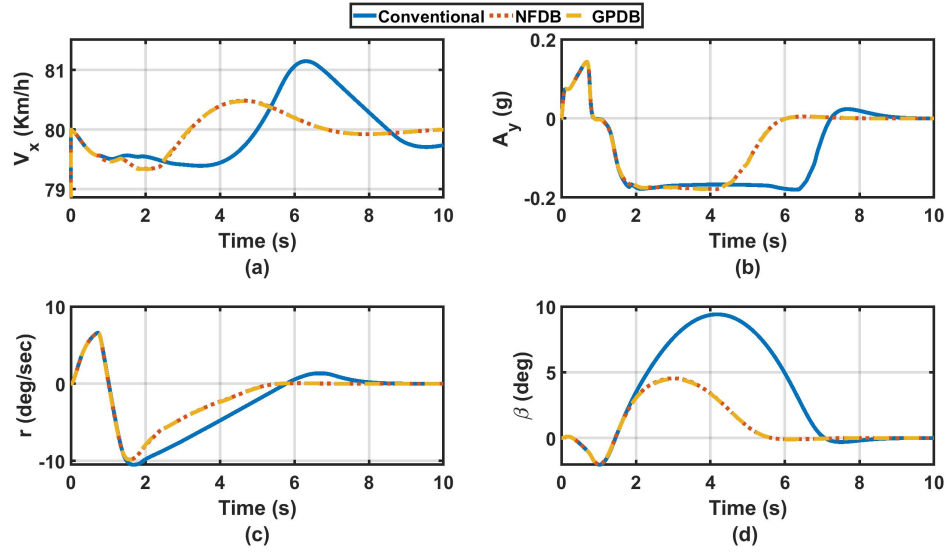 Conventional NFDB GPDB
81
80
79
V_x (Km/h)
0 2 4 6 8 10
Time (s)
(a)
0.2
0
-0.2
A_y (g)
0 2 4 6 8 10
Time (s)
(b)
10
0
-10
r (deg/sec)
0 2 4 6 8 10
Time (s)
(c)
10
5
0
β (deg)
0 2 4 6 8 10
Time (s)
(d)